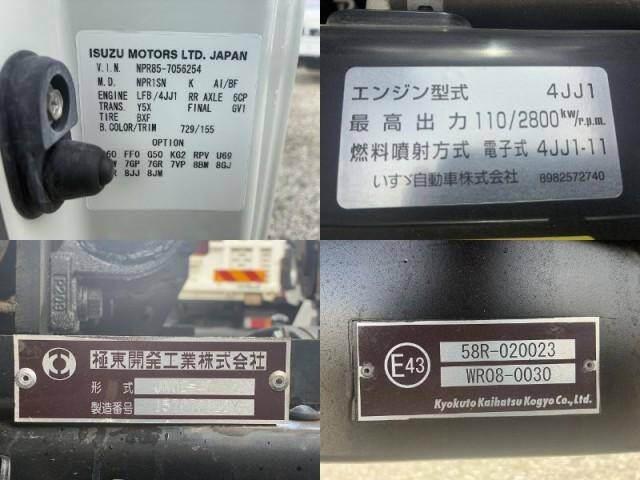 ISUZU MOTORS LTD. JAPAN
V.I.N. NPR85-7056254
M.D. NPR1SN K AI/BF
ENGINE LFB/4JJ1 RR AXLE 6CP
TRANS. Y5X FINAL GV1
TIRE BXF
B.COLOR/TRIM 729/155
OPTION
60 FF0 G50 KG2 RPV U69
7GP 7GR 7VP 8BM 8GJ
8JJ 8JM
エンジン型式 4JJ1
最高出力 110/2800kw/r.p.m.
燃料噴射方式 電子式 4JJ1-11
いすゞ自動車株式会社 8982572740
P209
極東開発工業株式会社
形 式
製造番号
E43
58R-020023
WR08-0030
Kyokuto Kaihatsu Kogyo Co., Ltd.